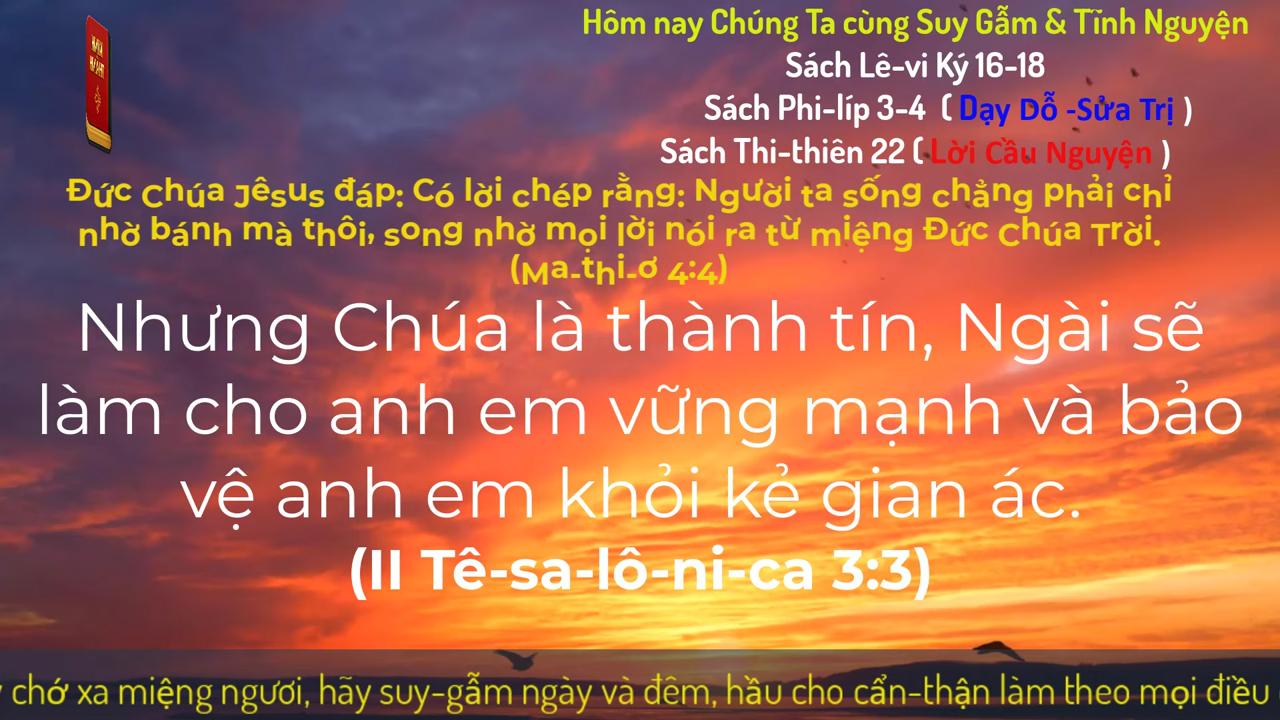 Hôm nay Chúng Ta cùng Suy Gẫm & Tĩnh Nguyện
Sách Lê-vi Ký 16-18
Sách Phi-líp 3-4 ( Dạy Dỗ -Sửa Trị )
Sách Thi-thiên 22 ( Lời Cầu Nguyện )
Đức Chúa Jêsus đáp: Có lời chép rằng: Người ta sống chẳng phải chỉ
nhờ bánh mà thôi, song nhờ mọi lời nói ra từ miệng Đức Chúa Trời.
(Ma-thi-ơ 4:4)
Nhưng Chúa là thành tín, Ngài sẽ
làm cho anh em vững mạnh và bảo
vệ anh em khỏi kẻ gian ác.
(II Tê-sa-lô-ni-ca 3:3)
chớ xa miệng ngươi, hãy suy-gẫm ngày và đêm, hầu cho cẩn-thận làm theo mọi điều